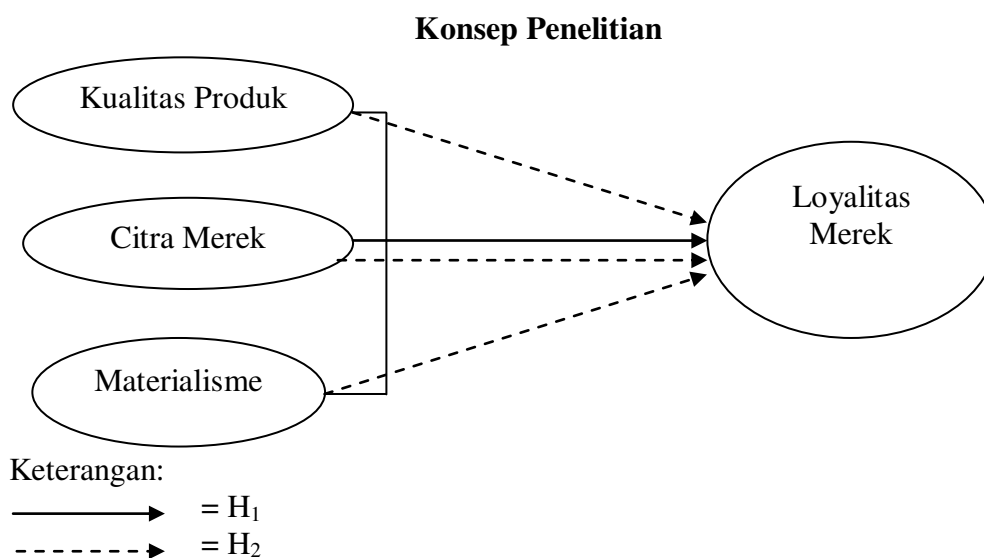 Konsep Penelitian
Kualitas Produk
Citra Merek
Materialisme
Loyalitas
Merek
Keterangan:
= H₁
= H₂